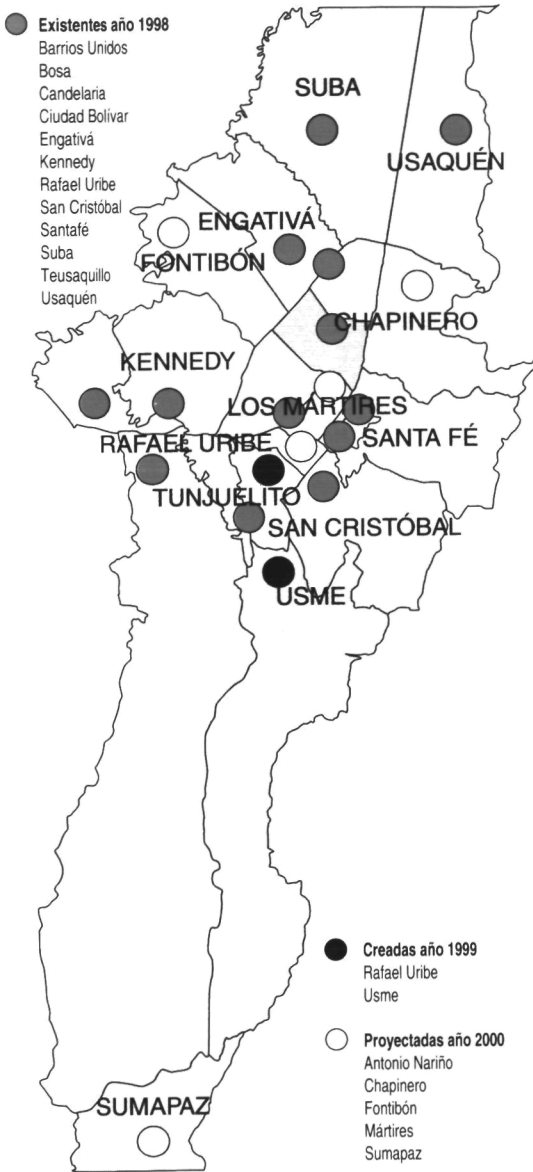 Existentes año 1998
Barrios Unidos
Bosa
Candelaria
Ciudad Bolívar
Engativá
Kennedy
Rafael Uribe
San Cristóbal
Santafé
Suba
Teusaquillo
Usaquén
SUBA
USAQUÉN
ENGATIVÁ
FONTIBÓN
CHAPINERO
KENNEDY
LOS MÁRTIRES
RAFAEL URIBE
SANTA FÉ
TUNJUELITO
SAN CRISTÓBAL
USME
Creadas año 1999
Rafael Uribe
Usme
Proyectadas año 2000
Antonio Nariño
Chapinero
Fontibón
Mártires
Sumapaz
SUMAPAZ